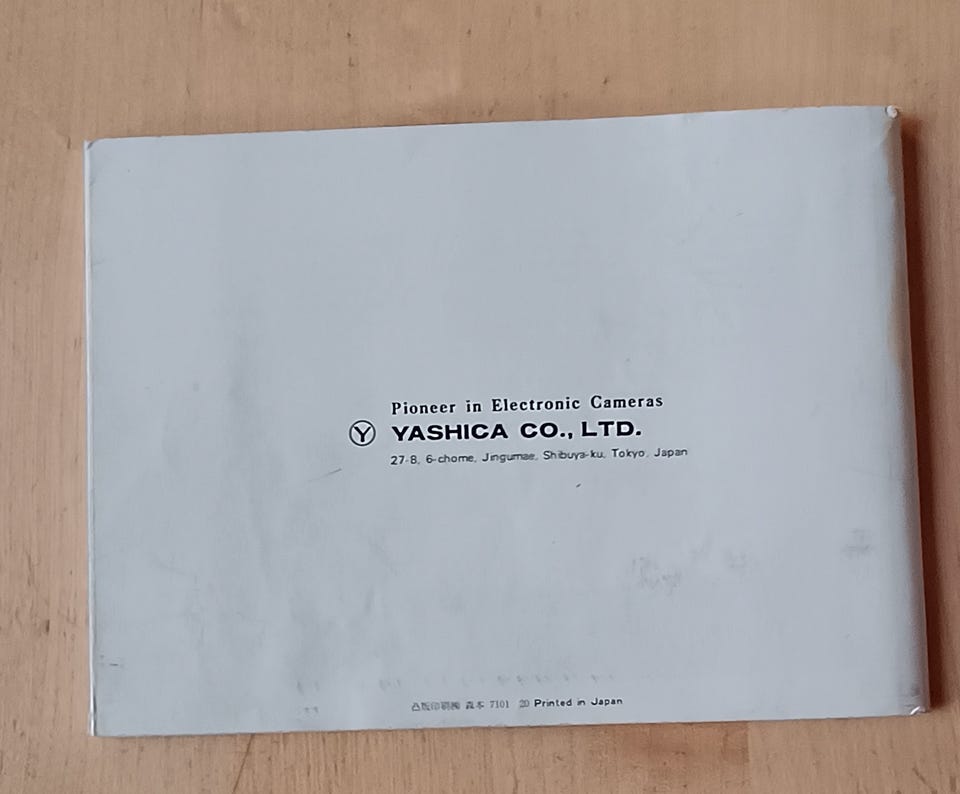 Pioneer in Electronic Cameras
Y YASHICA CO., LTD.
27-8, 6-chome, Jingumae, Shibuya-ku, Tokyo, Japan
凸版印刷㈱ 森本 7101 20 Printed in Japan